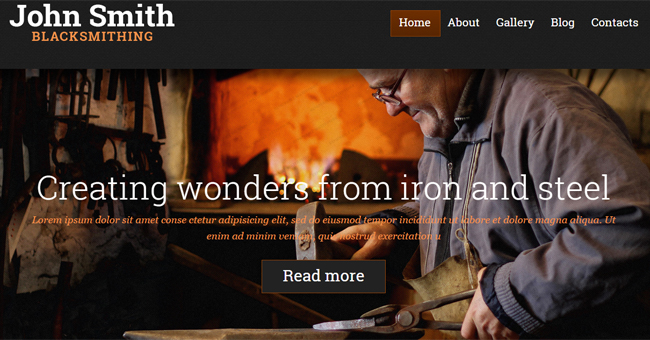 John Smith
BLACKSMITHING
Home About Gallery Blog Contacts
Creating wonders from iron and steel
Lorem ipsum dolor sit amet conse ctetur adipisicing elit, sed do eiusmod tempor incididunt ut labore et dolore magna aliqua. Ut
enim ad minim veniam, quis nostrud exercitation u
Read more